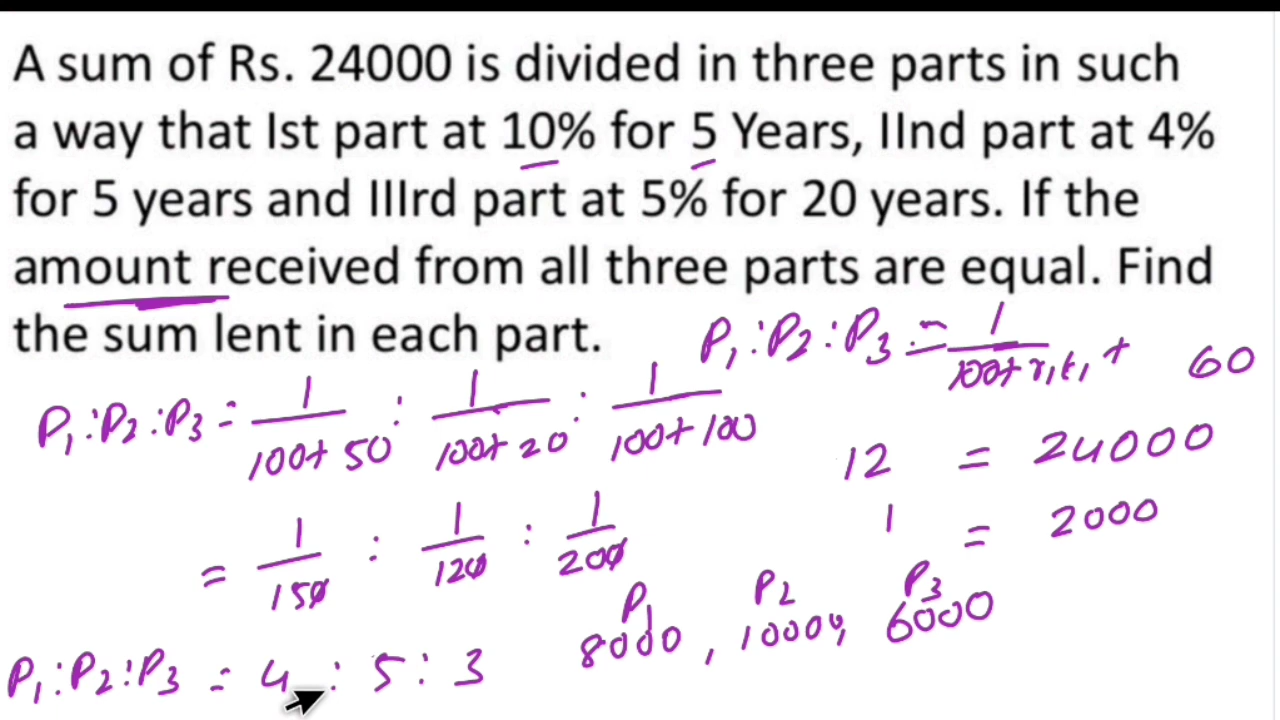 A sum of Rs. 24000 is divided in three parts in such
a way that Ist part at 10% for 5 Years, IInd part at 4%
for 5 years and IIIrd part at 5% for 20 years. If the
amount received from all three parts are equal. Find
the sum lent in each part.
P₁:P₂:P₃ = 1/(100+r₁t₁) +
60
P₁:P₂:P₃ = 1/(100+50) : 1/(100+20) : 1/(100+100)
12 = 24000
= 1/150 : 1/120 : 1/200
1 = 2000
P₁ P₂ P₃
8000, 10000, 6000
P₁:P₂:P₃ = 4 : 5 : 3